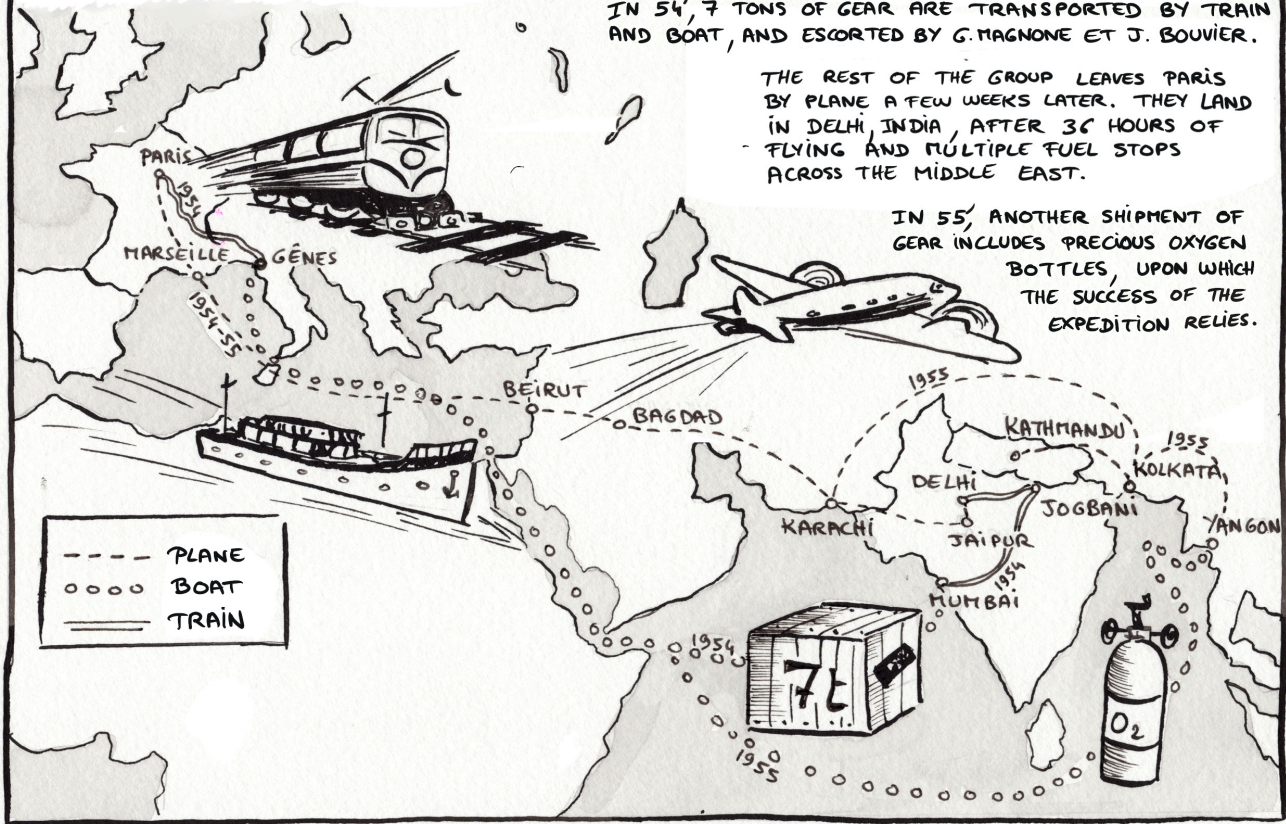 IN 54', 7 TONS OF GEAR ARE TRANSPORTED BY TRAIN
AND BOAT, AND ESCORTED BY G. MAGNONE ET J. BOUVIER.
THE REST OF THE GROUP LEAVES PARIS
BY PLANE A FEW WEEKS LATER. THEY LAND
IN DELHI, INDIA, AFTER 36 HOURS OF
FLYING AND MULTIPLE FUEL STOPS
ACROSS THE MIDDLE EAST.
IN 55', ANOTHER SHIPMENT OF
GEAR INCLUDES PRECIOUS OXYGEN
BOTTLES, UPON WHICH
THE SUCCESS OF THE
EXPEDITION RELIES.
PARIS
1954
MARSEILLE
GÊNES
1954-55
BEIRUT
BAGDAD
1955
KATHMANDU
1955
KOLKATA
DELHI
JOGBANI
KARACHI
JAIPUR
YANGON
1954
MUMBAI
PLANE
BOAT
TRAIN
1954
7t
O2
1955